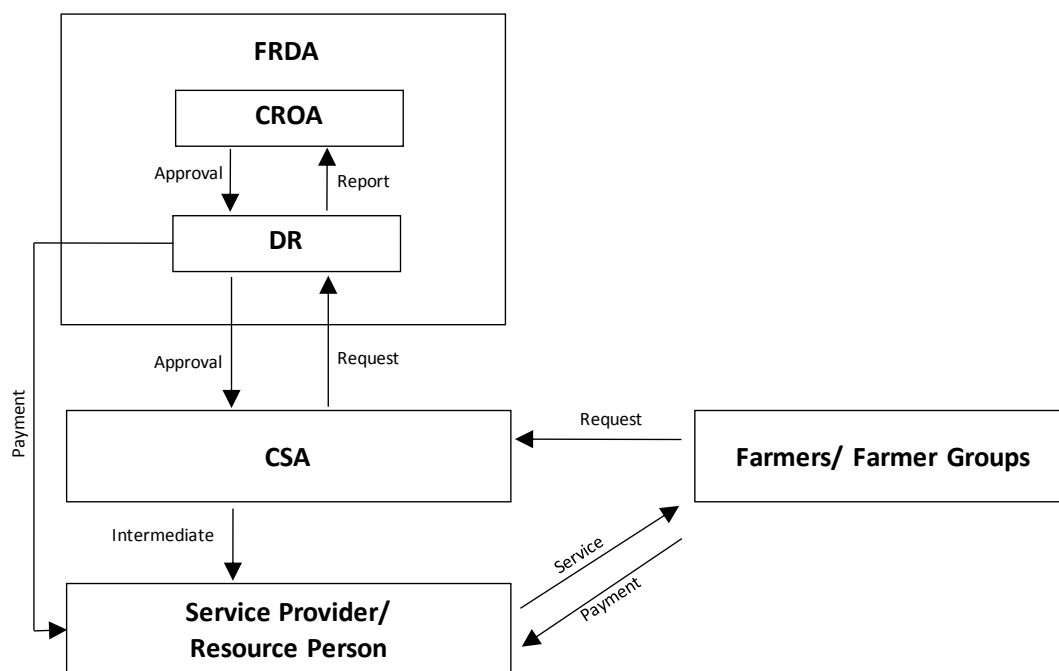 FRDA
CROA
Approval
Report
DR
Approval
Request
Payment
CSA
Request
Farmers/ Farmer Groups
Intermediate
Service
Payment
Service Provider/
Resource Person